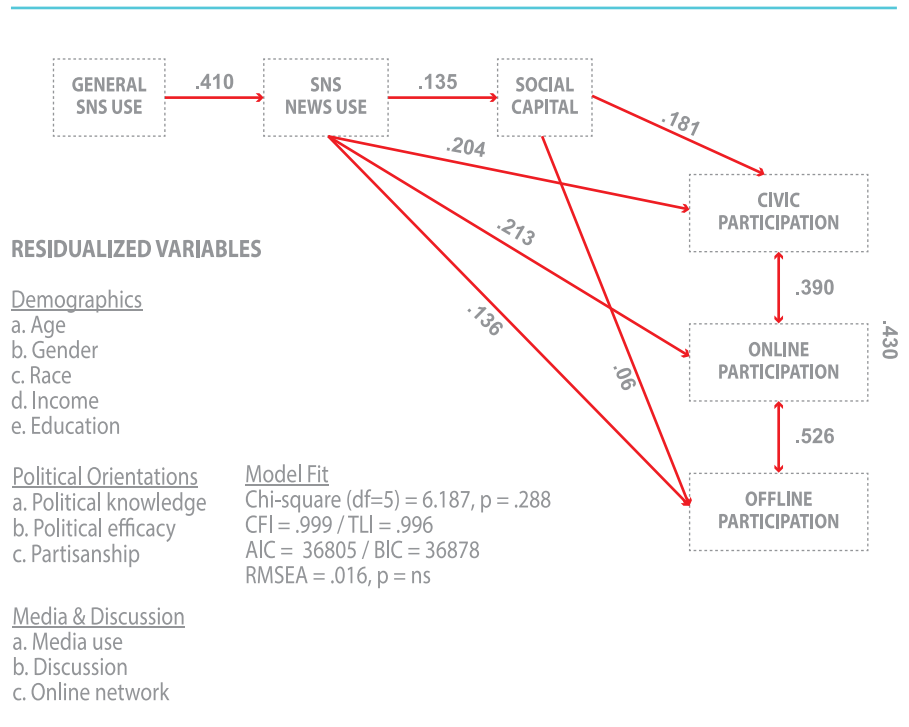 GENERAL
SNS USE
.410
SNS
NEWS USE
.135
SOCIAL
CAPITAL
.181
.204
CIVIC
PARTICIPATION
.213
.390
.136
.430
ONLINE
PARTICIPATION
.06
.526
OFFLINE
PARTICIPATION
RESIDUALIZED VARIABLES
Demographics
a. Age
b. Gender
c. Race
d. Income
e. Education
Political Orientations
a. Political knowledge
b. Political efficacy
c. Partisanship
Media & Discussion
a. Media use
b. Discussion
c. Online network
Model Fit
Chi-square (df=5) = 6.187, p = .288
CFI = .999 / TLI = .996
AIC = 36805 / BIC = 36878
RMSEA = .016, p = ns